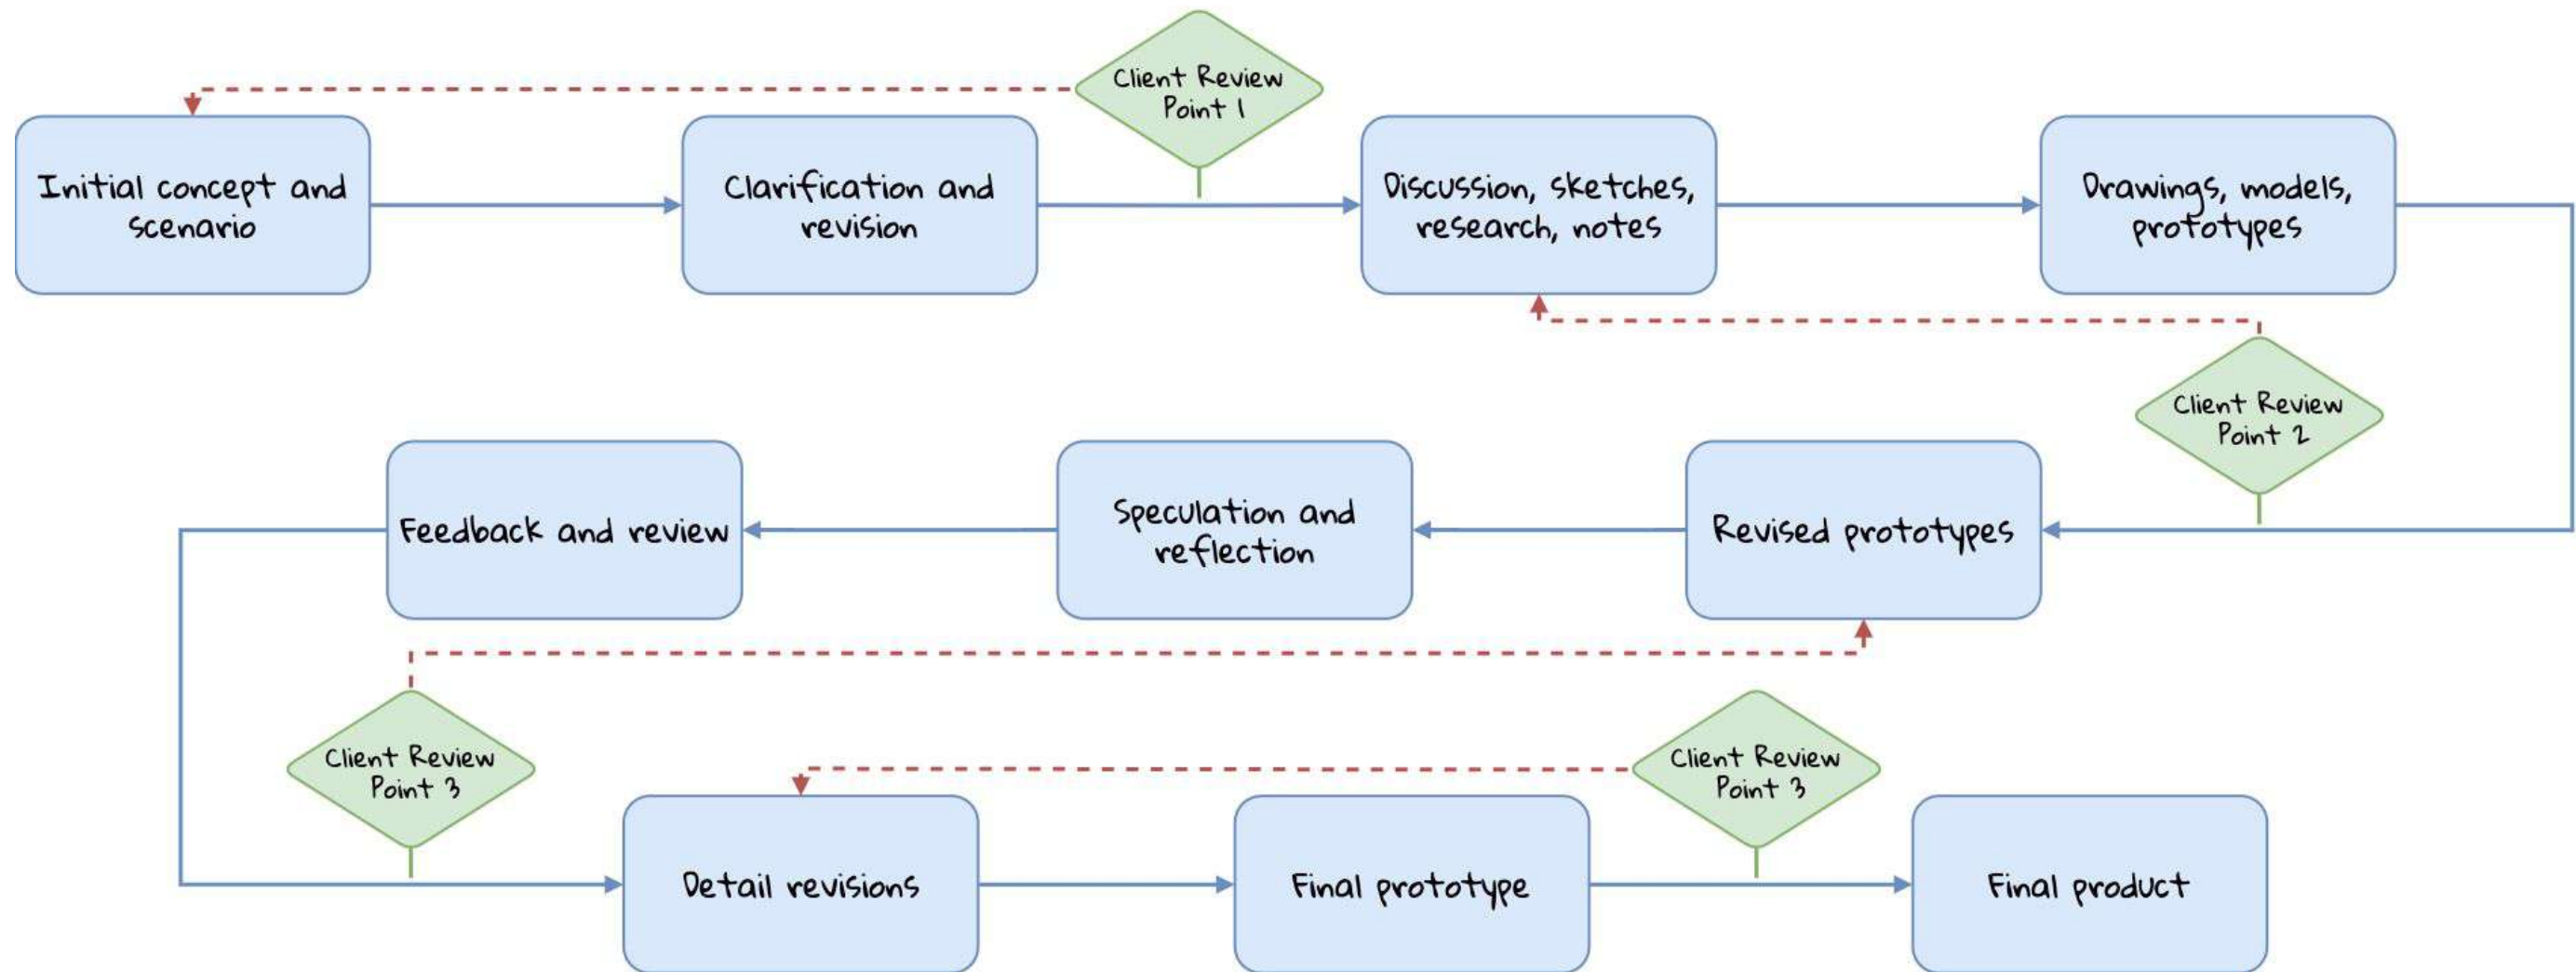 Client Review
Point 1
Initial concept and
scenario
Clarification and
revision
Discussion, sketches,
research, notes
Drawings, models,
prototypes
Client Review
Point 2
Feedback and review
Speculation and
reflection
Revised prototypes
Client Review
Point 3
Client Review
Point 3
Detail revisions
Final prototype
Final product